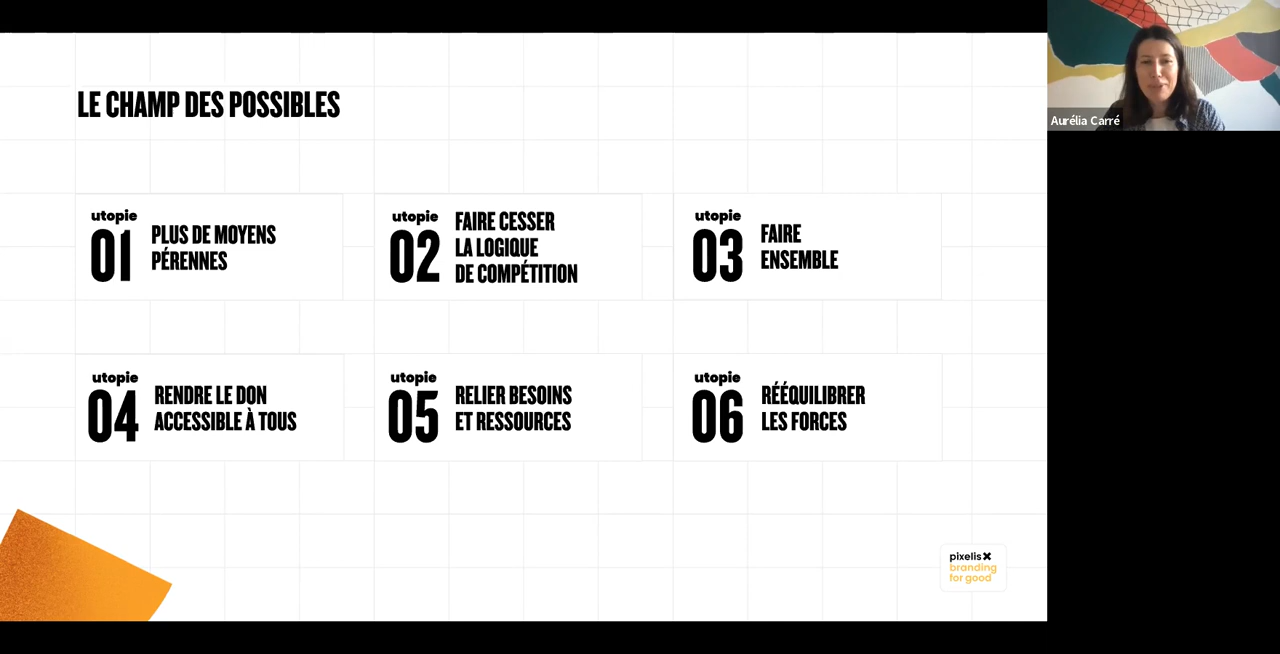 LE CHAMP DES POSSIBLES
utopie
01
PLUS DE MOYENS
PÉRENNES
utopie
02
FAIRE CESSER
LA LOGIQUE
DE COMPÉTITION
utopie
03
FAIRE
ENSEMBLE
utopie
04
RENDRE LE DON
ACCESSIBLE À TOUS
utopie
05
RELIER BESOINS
ET RESSOURCES
utopie
06
RÉÉQUILIBRER
LES FORCES
pixelis
branding
for good
Aurélia Carré